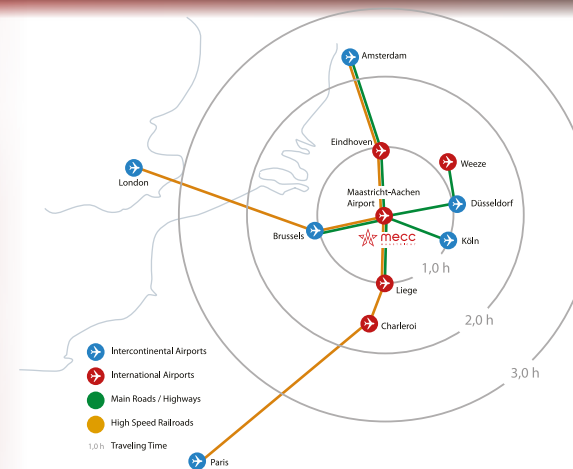 Amsterdam
Eindhoven
Weeze
London
Maastricht-Aachen
Airport
Düsseldorf
Brussels
mecc
Köln
1,0 h
Liege
2,0 h
Charleroi
3,0 h
Intercontinental Airports
International Airports
Main Roads / Highways
High Speed Railroads
1,0 h Traveling Time
Paris